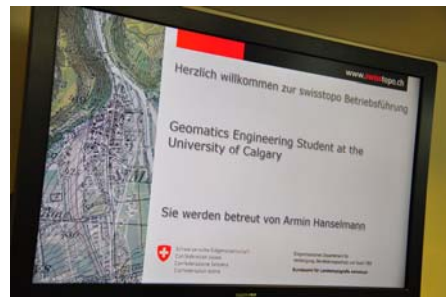 www.swisstopo.ch
Herzlich willkommen zur swisstopo Betriebsführung
Geomatics Engineering Student at the
University of Calgary
Sie werden betreut von Armin Hanselmann
Schweizerische Eidgenossenschaft
Confédération suisse
Confederazione Svizzera
Confederaziun svizra
Bundesamt für Landestopografie swisstopo